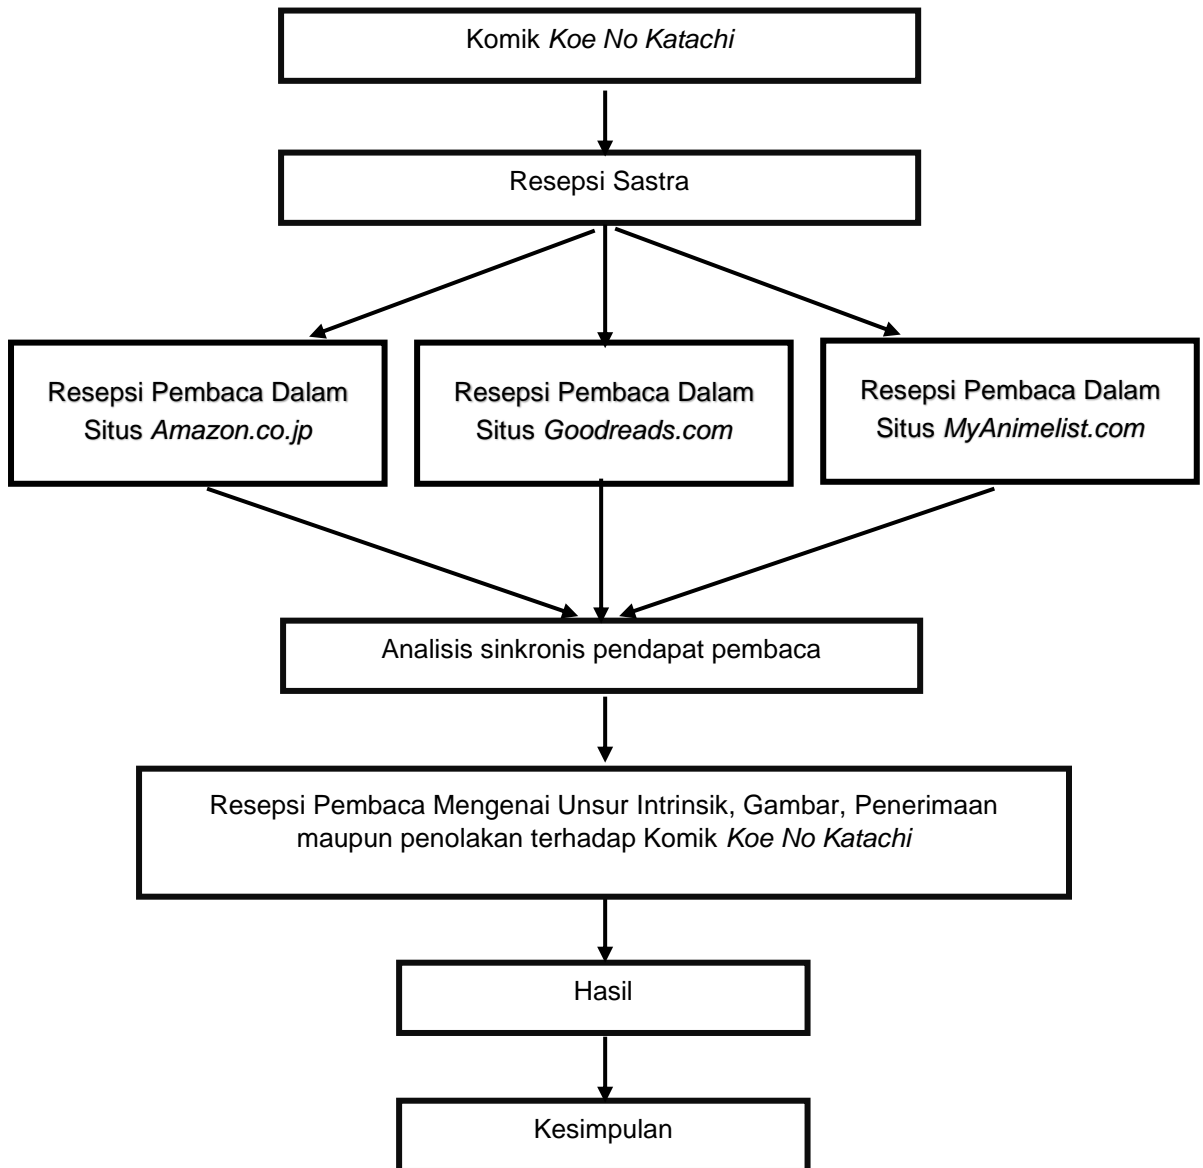 Komik Koe No Katachi
Resepsi Sastra
Resepsi Pembaca Dalam
Situs Amazon.co.jp
Resepsi Pembaca Dalam
Situs Goodreads.com
Resepsi Pembaca Dalam
Situs MyAnimelist.com
Analisis sinkronis pendapat pembaca
Resepsi Pembaca Mengenai Unsur Intrinsik, Gambar, Penerimaan
maupun penolakan terhadap Komik Koe No Katachi
Hasil
Kesimpulan